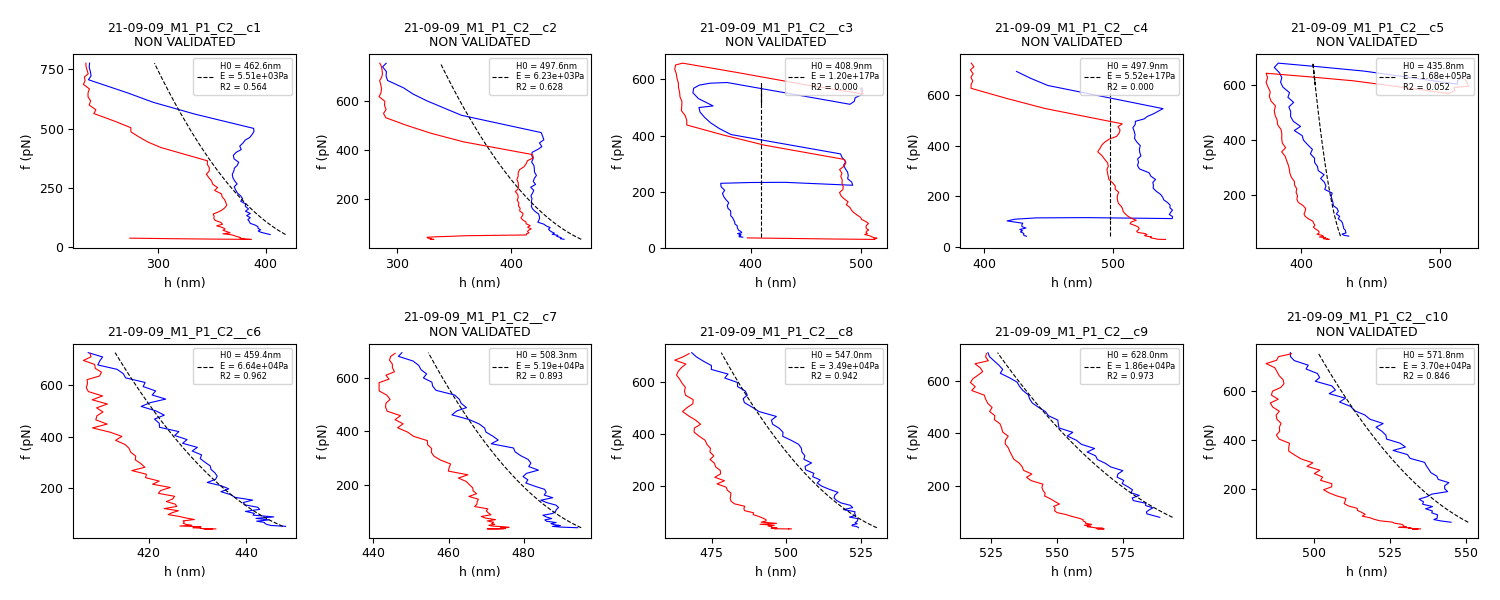 21-09-09_M1_P1_C2__c1
NON VALIDATED
H0 = 462.6nm
E = 5.51e+03Pa
R2 = 0.564
f (pN)
750
500
250
0
300
400
h (nm)
21-09-09_M1_P1_C2__c2
NON VALIDATED
H0 = 497.6nm
E = 6.23e+03Pa
R2 = 0.628
f (pN)
600
400
200
300
400
h (nm)
21-09-09_M1_P1_C2__c3
NON VALIDATED
H0 = 408.9nm
E = 1.20e+17Pa
R2 = 0.000
f (pN)
600
400
200
0
400
500
h (nm)
21-09-09_M1_P1_C2__c4
NON VALIDATED
H0 = 497.9nm
E = 5.52e+17Pa
R2 = 0.000
f (pN)
600
400
200
0
400
500
h (nm)
21-09-09_M1_P1_C2__c5
NON VALIDATED
H0 = 435.8nm
E = 1.68e+05Pa
R2 = 0.052
f (pN)
600
400
200
400
500
h (nm)
21-09-09_M1_P1_C2__c6
H0 = 459.4nm
E = 6.64e+04Pa
R2 = 0.962
f (pN)
600
400
200
420
440
h (nm)
21-09-09_M1_P1_C2__c7
NON VALIDATED
H0 = 508.3nm
E = 5.19e+04Pa
R2 = 0.893
f (pN)
600
400
200
440
460
480
h (nm)
21-09-09_M1_P1_C2__c8
H0 = 547.0nm
E = 3.49e+04Pa
R2 = 0.942
f (pN)
600
400
200
475
500
525
h (nm)
21-09-09_M1_P1_C2__c9
H0 = 628.0nm
E = 1.86e+04Pa
R2 = 0.973
f (pN)
600
400
200
525
550
575
h (nm)
21-09-09_M1_P1_C2__c10
NON VALIDATED
H0 = 571.8nm
E = 3.70e+04Pa
R2 = 0.846
f (pN)
600
400
200
500
525
550
h (nm)